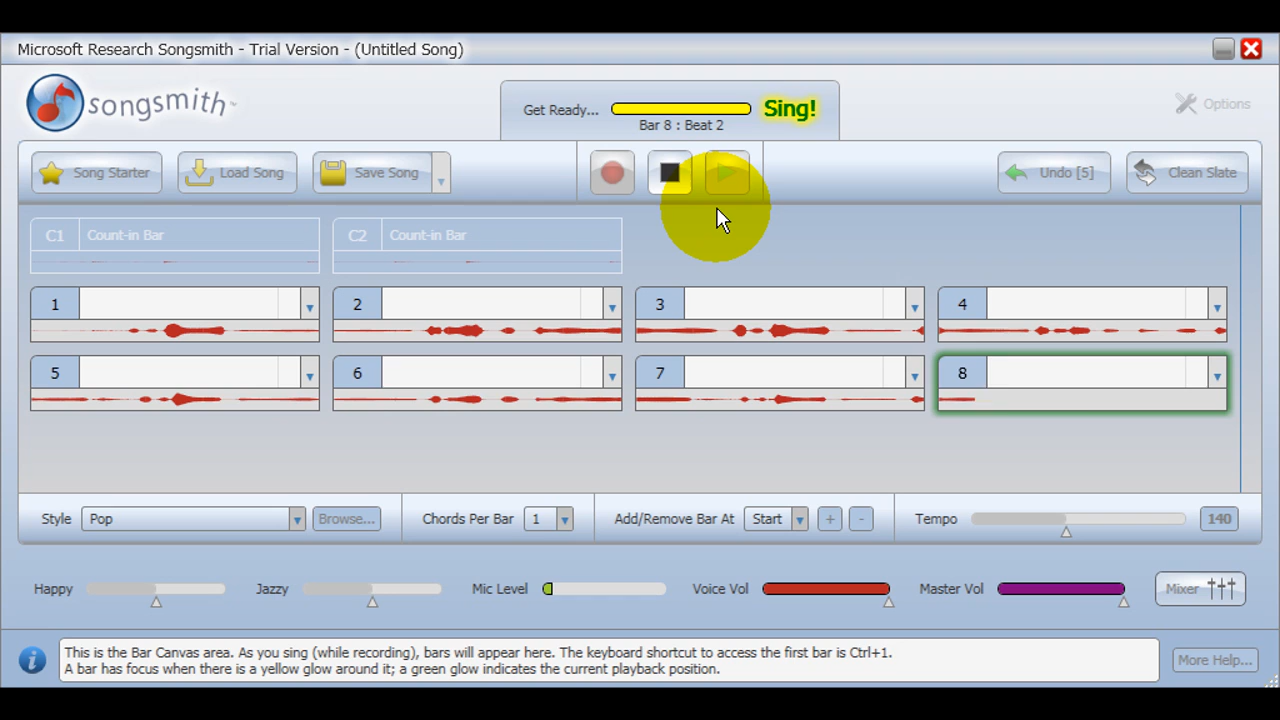 Microsoft Research Songsmith - Trial Version - (Untitled Song)
songsmith™
Get Ready... Sing!
Bar 8 : Beat 2
Options
Song Starter Load Song Save Song Undo [5] Clean Slate
C1 Count-in Bar C2 Count-in Bar
1 2 3 4
5 6 7 8
Style Pop Browse... Chords Per Bar 1 Add/Remove Bar At Start + - Tempo 140
Happy Jazzy Mic Level Voice Vol Master Vol Mixer
This is the Bar Canvas area. As you sing (while recording), bars will appear here. The keyboard shortcut to access the first bar is Ctrl+1.
A bar has focus when there is a yellow glow around it; a green glow indicates the current playback position.
More Help...